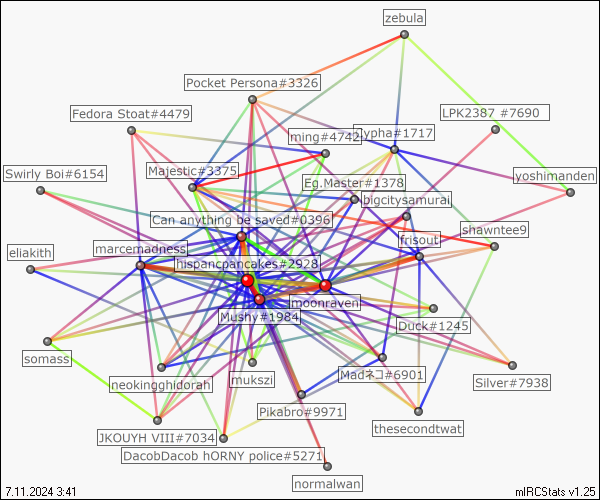 zebula
Pocket Persona#3326
Fedora Stoat#4479
LPK2387 #7690
ming#4742
ypha#1717
Majestic#3375
Swirly Boi#6154
Eg.Master#1378
yoshimanden
bigcitysamurai
Can anything be saved#0396
shawntee9
frisout
marcemadness
eliakith
hispancpancakes#2928
moonraven
Mushy#1984
Duck#1245
somass
neokingghidorah
mukszi
Madネコ#6901
Silver#7938
Pikabro#9971
thesecondtwat
JKOUYH VIII#7034
DacobDacob hORNY police#5271
normalwan
7.11.2024 3:41
mIRCStats v1.25